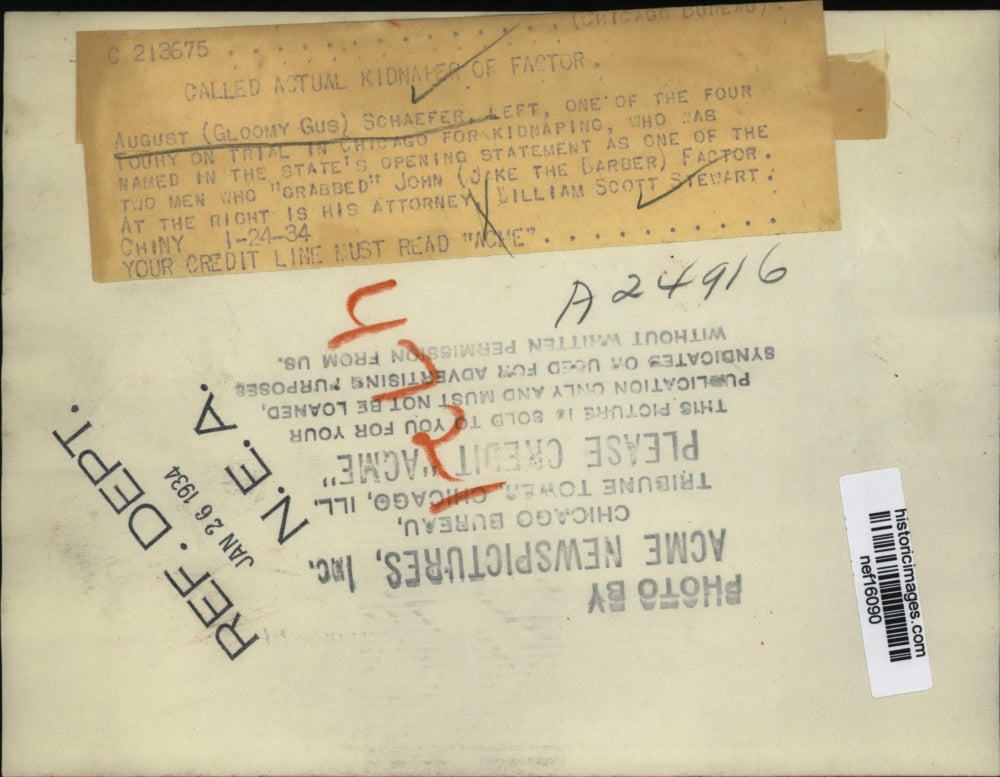 (CHICAGO BUREAU)
C 213675
CALLED ACTUAL KIDNAPER OF FACTOR.
AUGUST (GLOOMY GUS) SCHAEFER, LEFT, ONE OF THE FOUR
TOUHY ON TRIAL IN CHICAGO FOR KIDNAPING, WHO WAS
NAMED IN THE STATE'S OPENING STATEMENT AS ONE OF THE
TWO MEN WHO "GRABBED" JOHN (JAKE THE BARBER) FACTOR.
AT THE RIGHT IS HIS ATTORNEY, WILLIAM SCOTT STEWART.
CHINY 1-24-34
YOUR CREDIT LINE MUST READ "ACME"
A24916
REF. DEPT.
JAN 26 1934
N.E.A.
PHOTO BY
ACME NEWSPICTURES, Inc.
CHICAGO BUREAU,
TRIBUNE TOWER, CHICAGO, ILL.
PLEASE CREDIT "ACME"
THIS PICTURE IS SOLD TO YOU FOR YOUR
PUBLICATION ONLY AND MUST NOT BE LOANED,
SYNDICATED OR USED FOR ADVERTISING PURPOSES
WITHOUT WRITTEN PERMISSION FROM US.
historicimages.com
nef16090